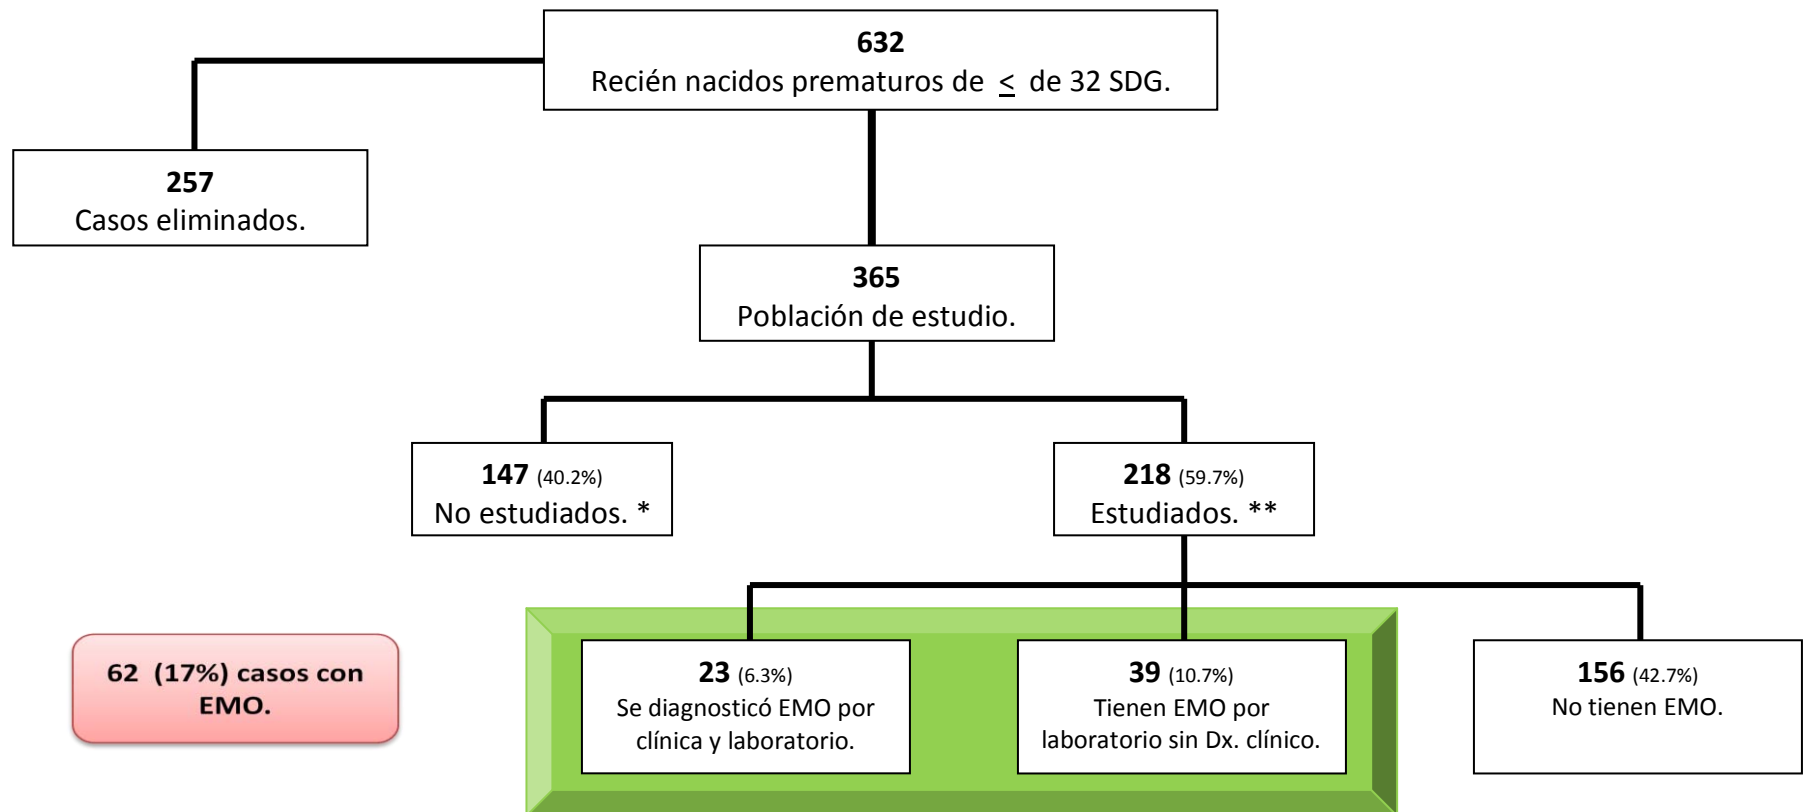 632
Recién nacidos prematuros de ≤ de 32 SDG.
257
Casos eliminados.
365
Población de estudio.
147 (40.2%)
No estudiados. *
218 (59.7%)
Estudiados. **
62 (17%) casos con
EMO.
23 (6.3%)
Se diagnosticó EMO por
clínica y laboratorio.
39 (10.7%)
Tienen EMO por
laboratorio sin Dx. clínico.
156 (42.7%)
No tienen EMO.